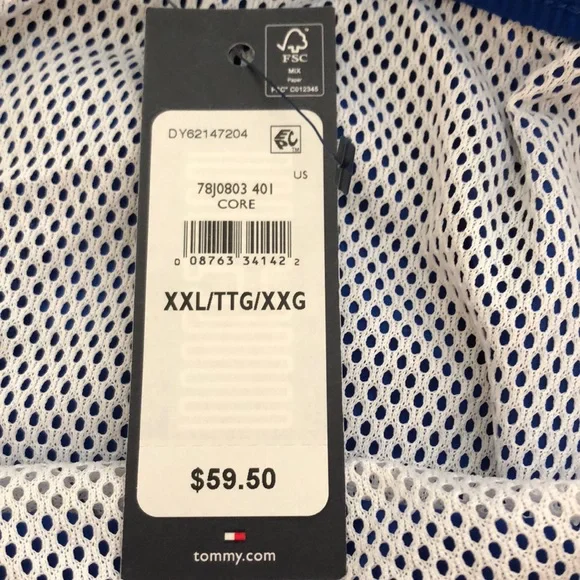 FSC
MIX
Paper
FSC® C012345
DY62147204
US
78J0803 401
CORE
0 08763 34142 2
XXL/TTG/XXG
$59.50
tommy.com